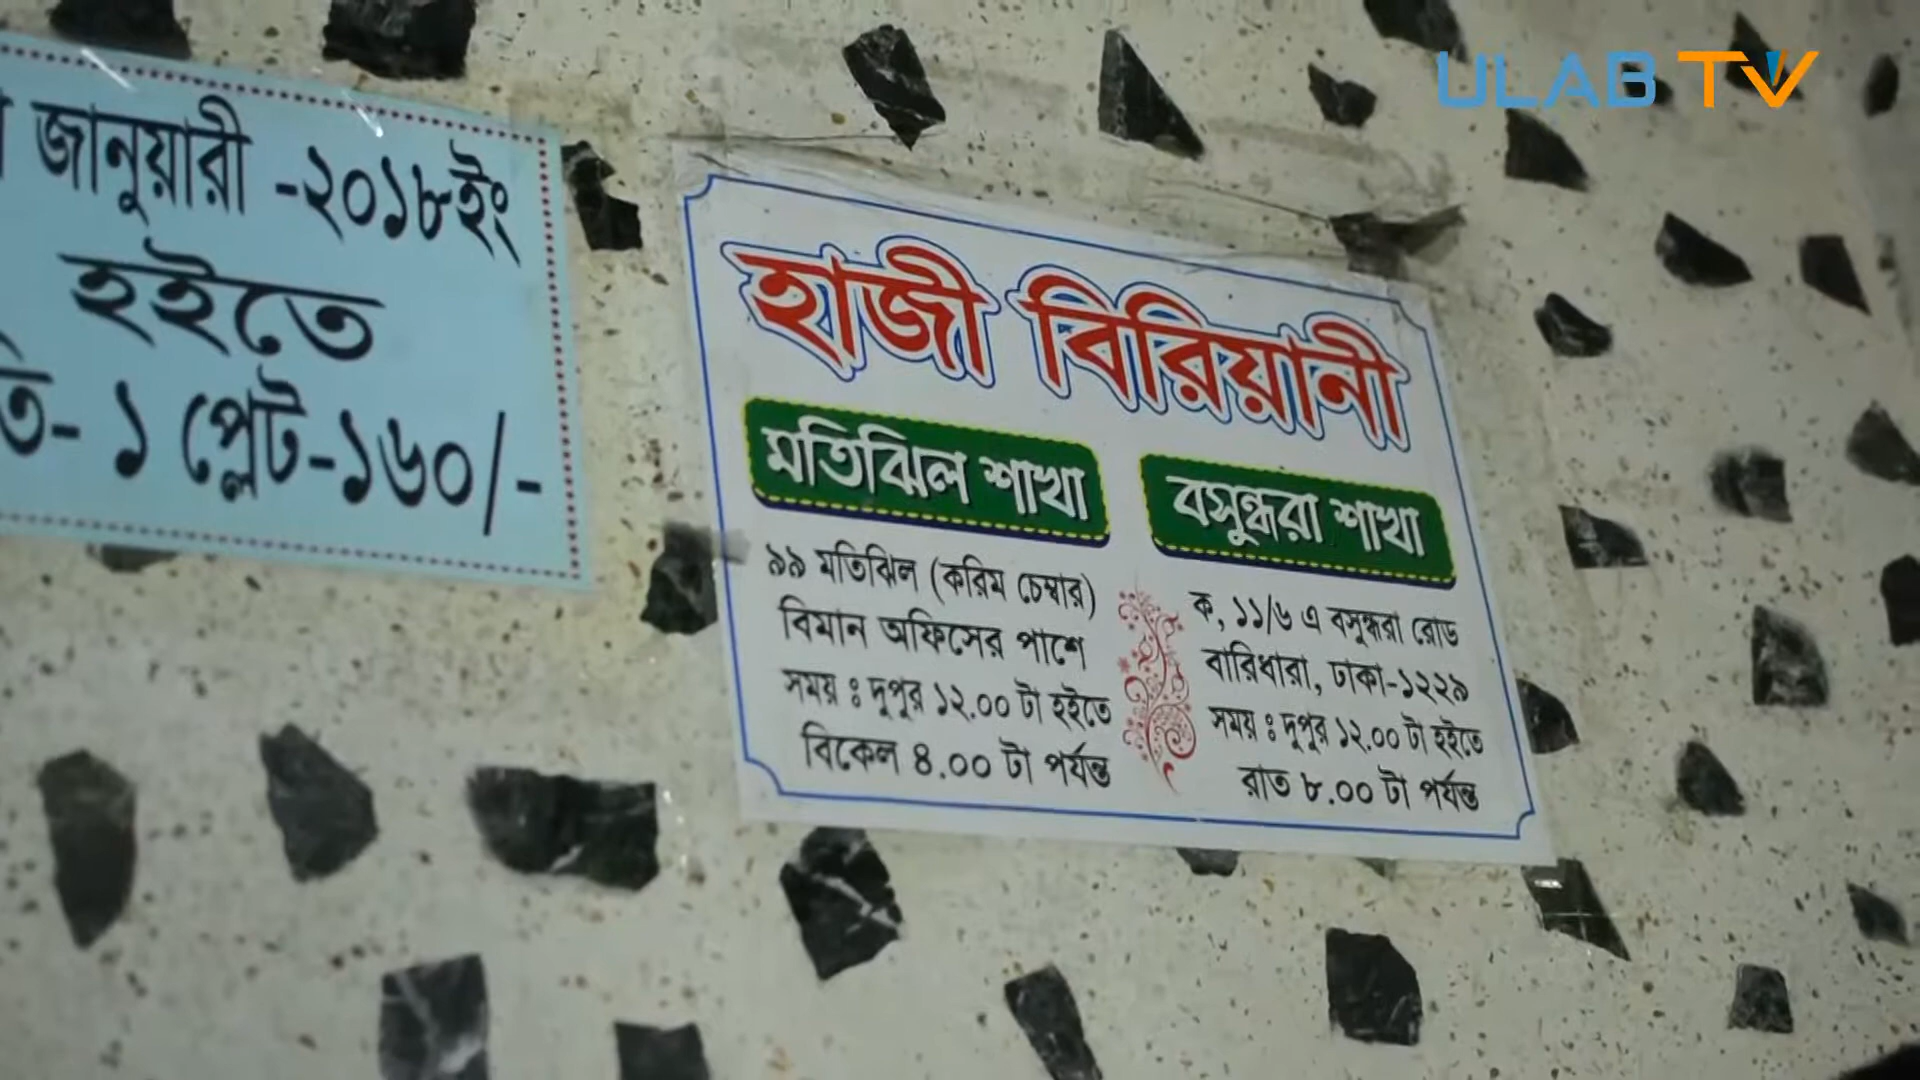 জানুয়ারী -২০১৮ইং
হইতে
১ প্লেট-১৬০/-
হাজী বিরিয়ানী
মতিঝিল শাখা
৯৯ মতিঝিল (করিম চেম্বার)
বিমান অফিসের পাশে
সময় ঃ দুপুর ১২.০০ টা হইতে
বিকেল ৪.০০ টা পর্যন্ত
বসুন্ধরা শাখা
ক, ১১/৬ এ বসুন্ধরা রোড
বারিধারা, ঢাকা-১২২৯
সময় ঃ দুপুর ১২.০০ টা হইতে
রাত ৮.০০ টা পর্যন্ত
ULAB TV